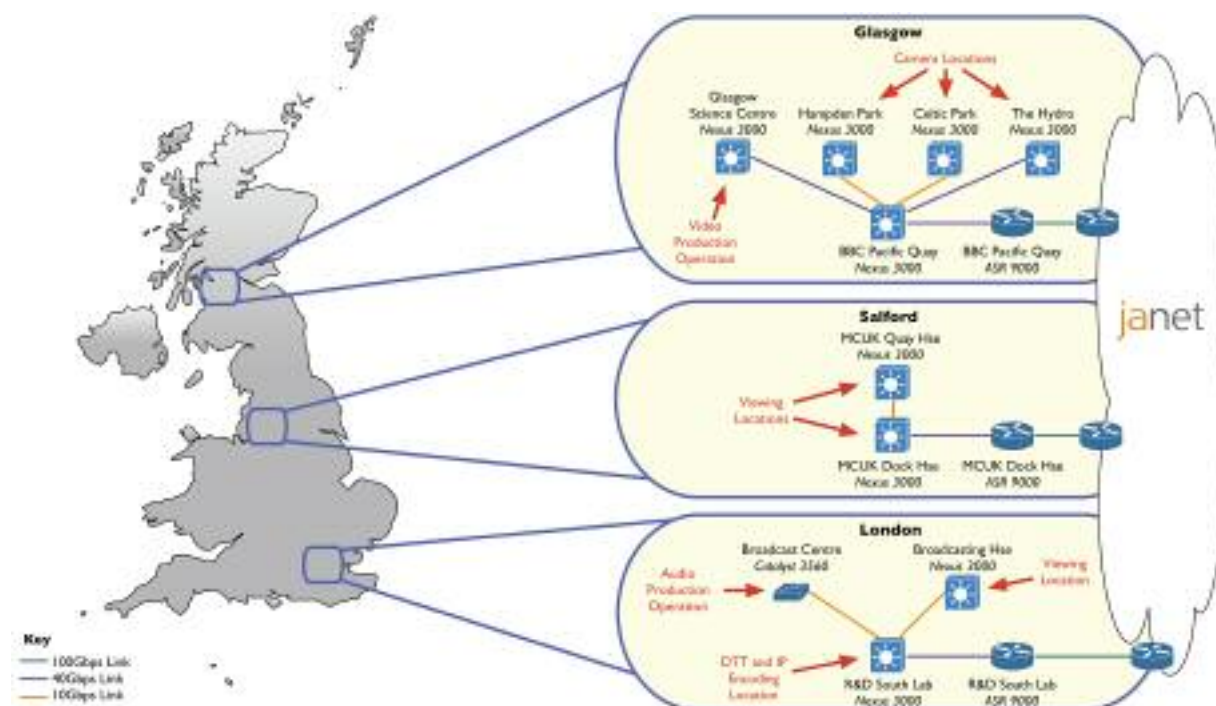 Glasgow
Camera Locations
Glasgow
Science Centre
Nexus 3000
Hampden Park
Nexus 3000
Celtic Park
Nexus 3000
The Hydro
Nexus 3000
Video
Production
Operation
BBC Pacific Quay
Nexus 3000
BBC Pacific Quay
ASR 9000
janet
Salford
MCUK Quay Hse
Nexus 3000
Viewing
Locations
MCUK Dock Hse
Nexus 3000
MCUK Dock Hse
ASR 9000
London
Broadcast Centre
Catalyst 3560
Broadcasting Hse
Nexus 3000
Audio
Production
Operation
Viewing
Location
DTT and IP
Encoding
Location
R&D South Lab
Nexus 3000
R&D South Lab
ASR 9000
Key
100Gbps Link
40Gbps Link
10Gbps Link